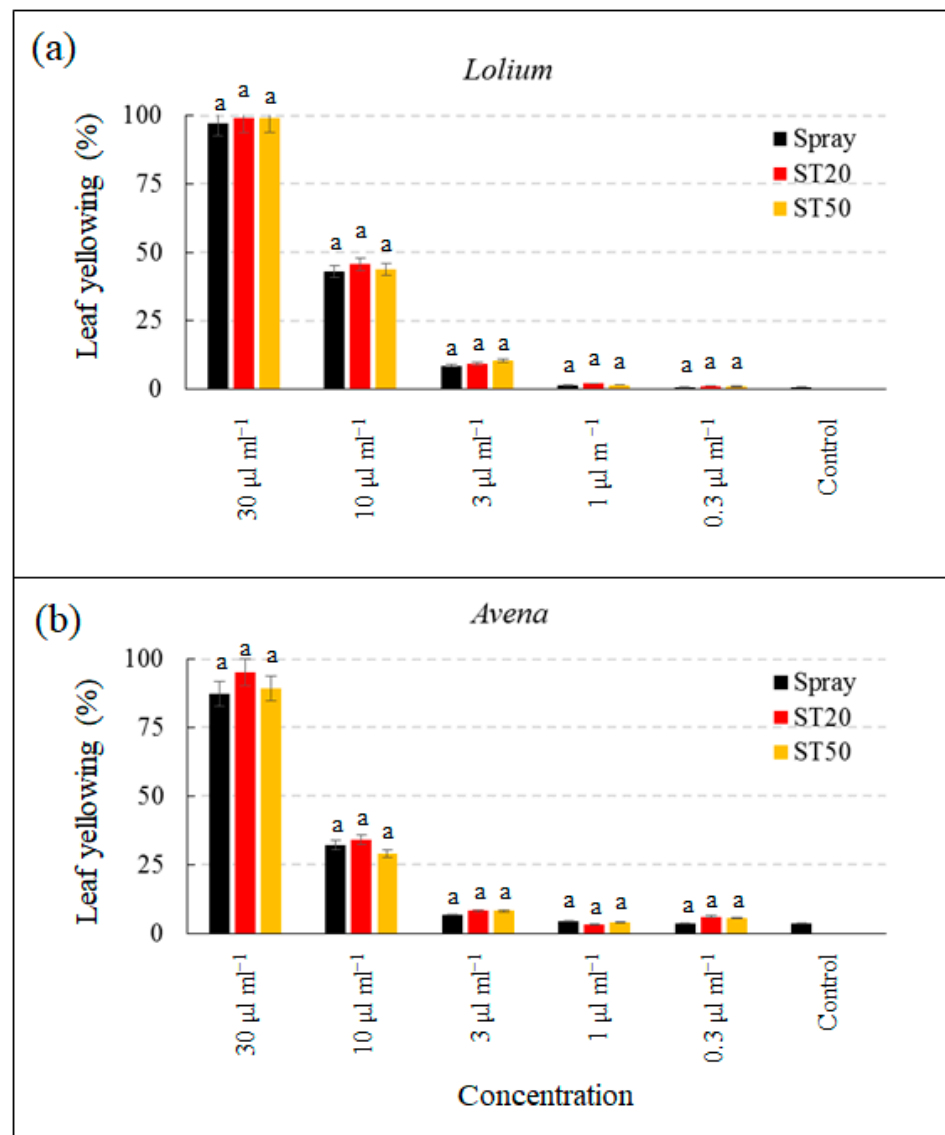 (a)
Lolium
Leaf yellowing (%)
100
75
50
25
0
Spray
ST20
ST50
a a a
a a a
a a a
a a a
a a a
30 µl ml⁻¹
10 µl ml⁻¹
3 µl ml⁻¹
1 µl m ⁻¹
0.3 µl ml⁻¹
Control
(b)
Avena
Leaf yellowing (%)
100
75
50
25
0
Spray
ST20
ST50
a a a
a a a
a a a
a a a
a a a
30 µl ml⁻¹
10 µl ml⁻¹
3 µl ml⁻¹
1 µl ml⁻¹
0.3 µl ml⁻¹
Control
Concentration